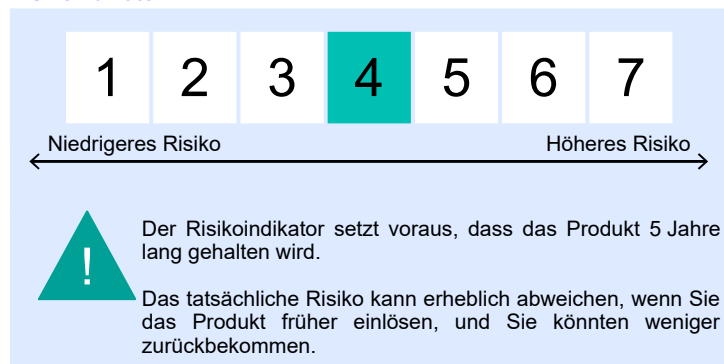 1 2 3 4 5 6 7
Niedrigeres Risiko Höheres Risiko
!
Der Risikoindikator setzt voraus, dass das Produkt 5 Jahre
lang gehalten wird.
Das tatsächliche Risiko kann erheblich abweichen, wenn Sie
das Produkt früher einlösen, und Sie könnten weniger
zurückbekommen.